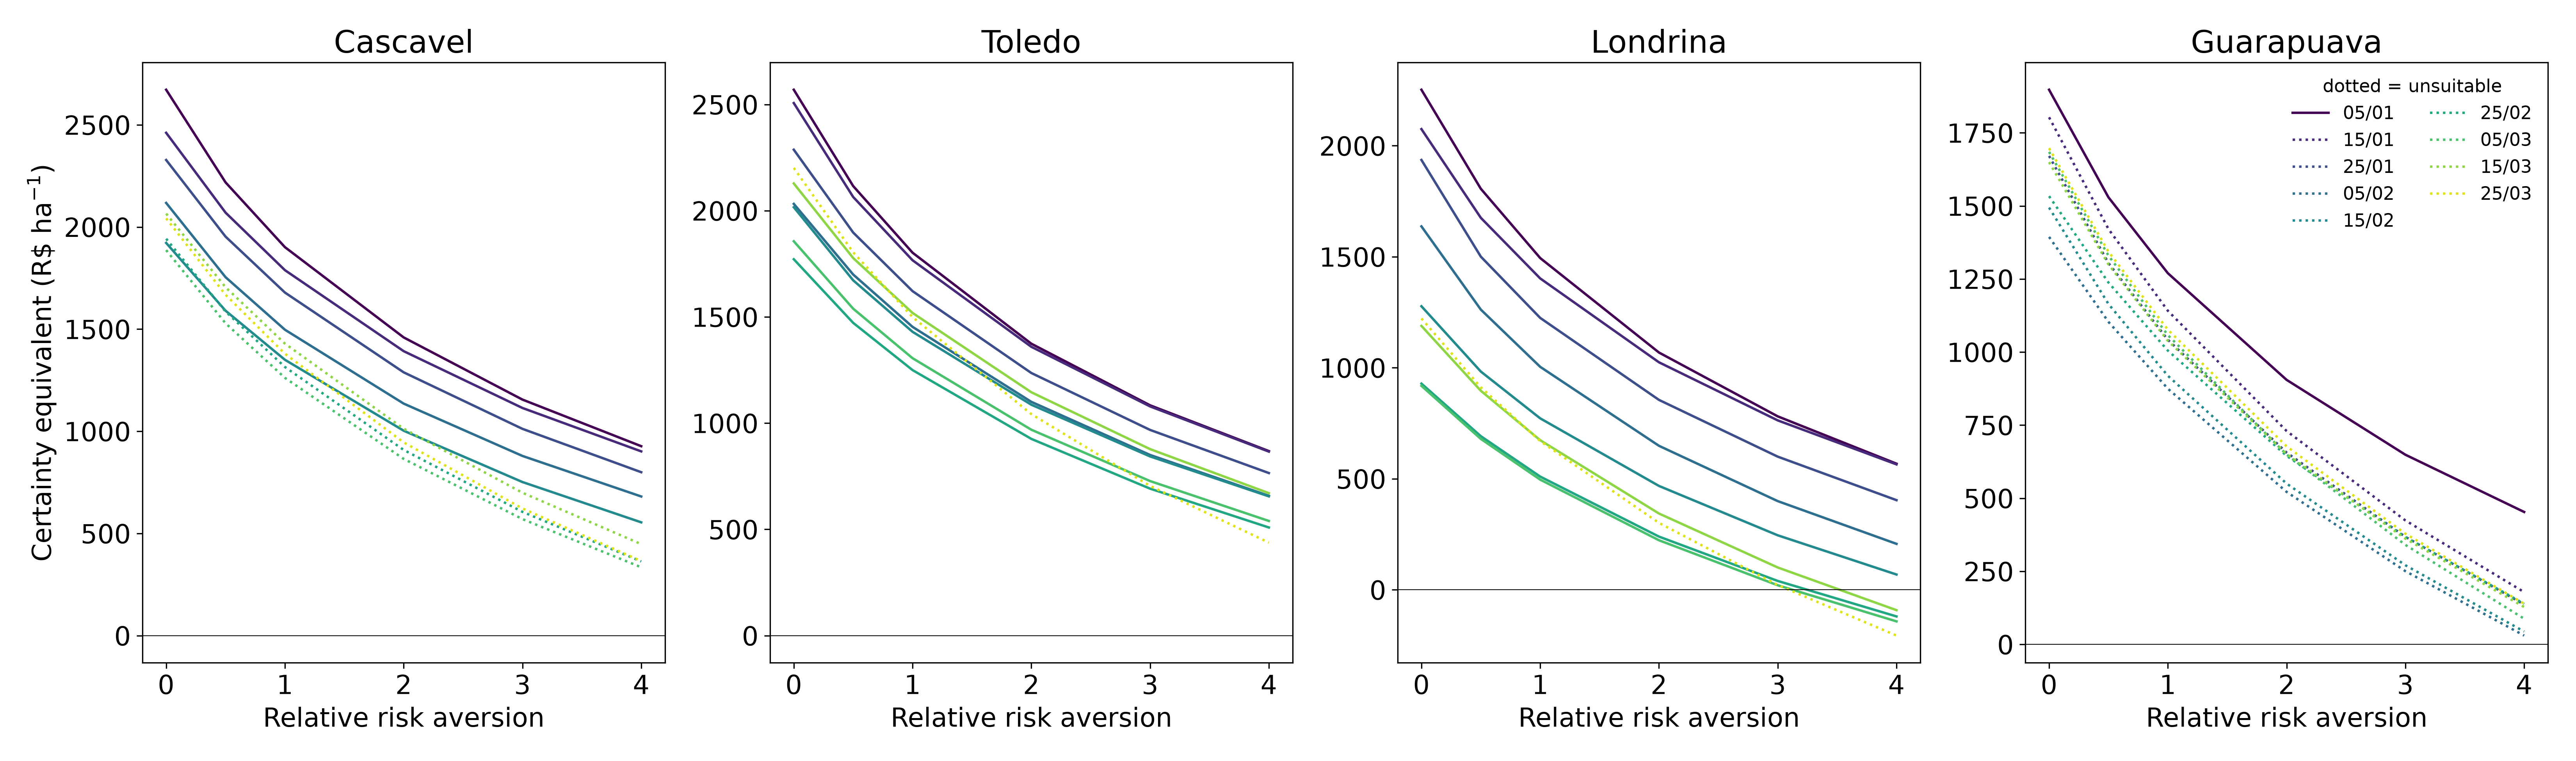 Cascavel
Toledo
Londrina
Guarapuava
Certainty equivalent (R$ ha⁻¹)
2500
2000
1500
1000
500
0
0 1 2 3 4
Relative risk aversion
2500
2000
1500
1000
500
0
0 1 2 3 4
Relative risk aversion
2000
1500
1000
500
0
0 1 2 3 4
Relative risk aversion
1750
1500
1250
1000
750
500
250
0
0 1 2 3 4
Relative risk aversion
dotted = unsuitable
05/01 25/02
15/01 05/03
25/01 15/03
05/02 25/03
15/02